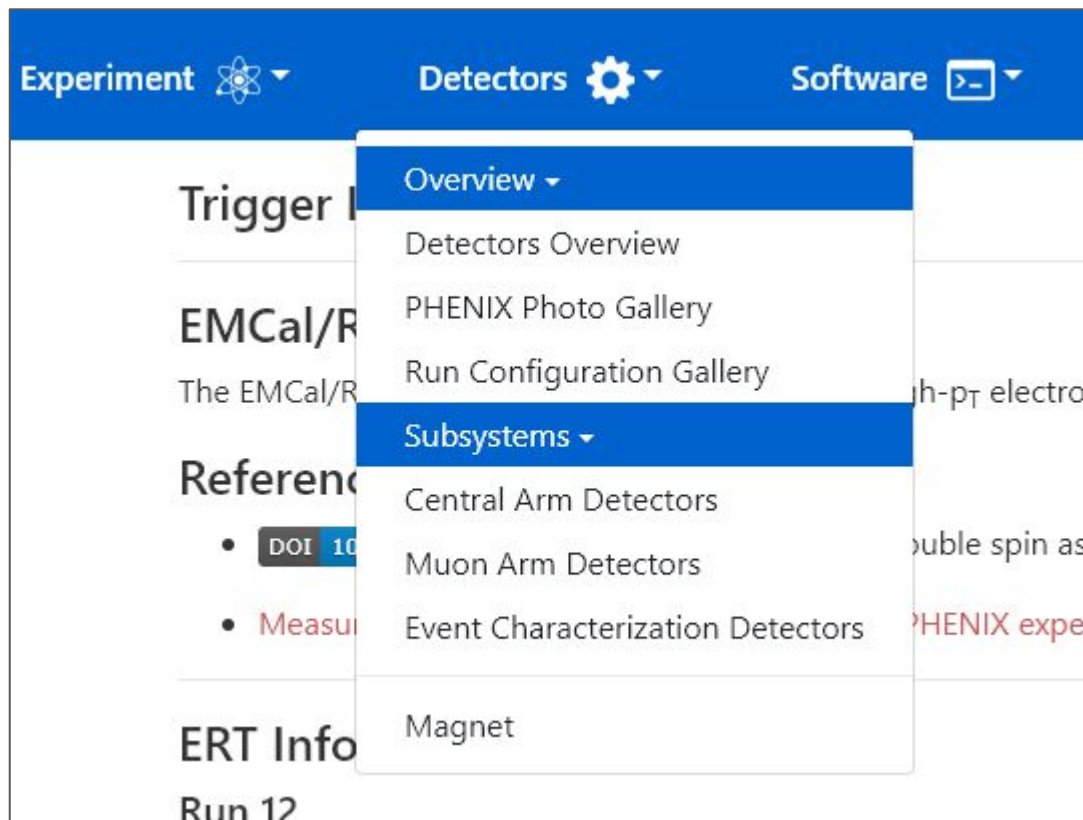 Experiment Detectors Software
Overview
Trigger
Detectors Overview
PHENIX Photo Gallery
EMCal/R
Run Configuration Gallery
The EMCal/R gh-pT electro
Subsystems
Central Arm Detectors
Referenc
DOI 10 ouble spin as
Muon Arm Detectors
Measur PHENIX expe
Event Characterization Detectors
Magnet
ERT Info
Run 12